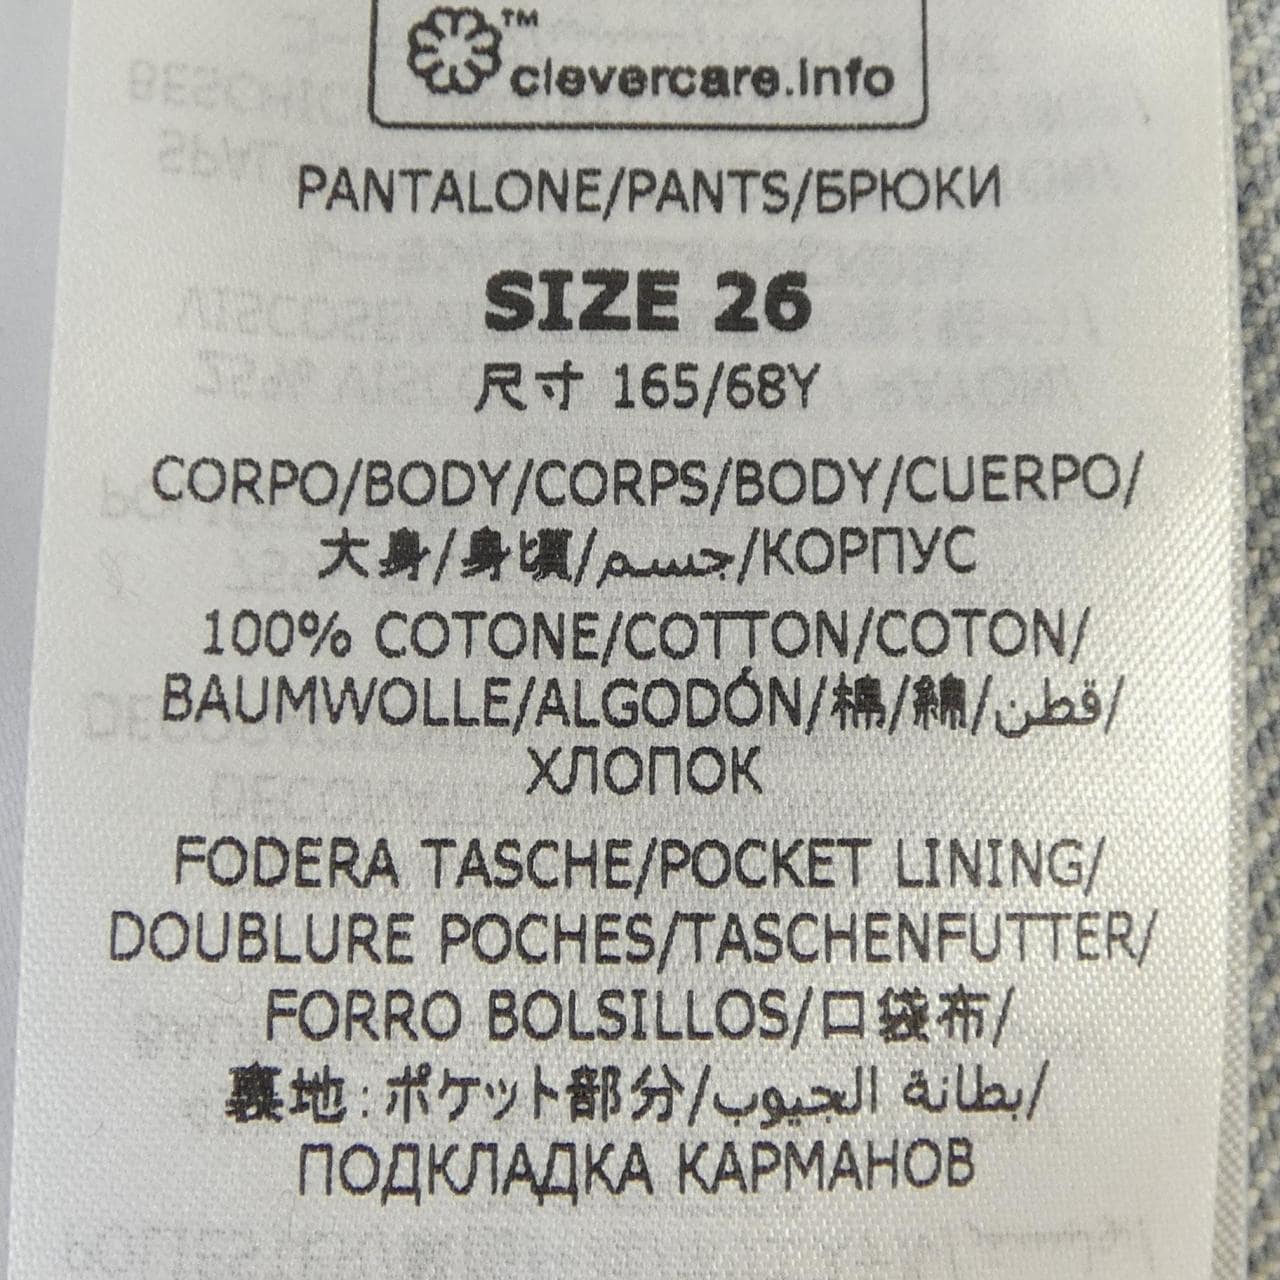 ™
clevercare.info
PANTALONE/PANTS/БРЮКИ
SIZE 26
尺寸 165/68Y
CORPO/BODY/CORPS/BODY/CUERPO/
大身/身頃/جسم/КОРПУС
100% COTONE/COTTON/COTON/
BAUMWOLLE/ALGODÓN/棉/綿/قطن/
ХЛОПОК
FODERA TASCHE/POCKET LINING/
DOUBLURE POCHES/TASCHENFUTTER/
FORRO BOLSILLOS/口袋布/
裏地:ポケット部分/بطانة الجيوب/
ПОДКЛАДКА КАРМАНОВ